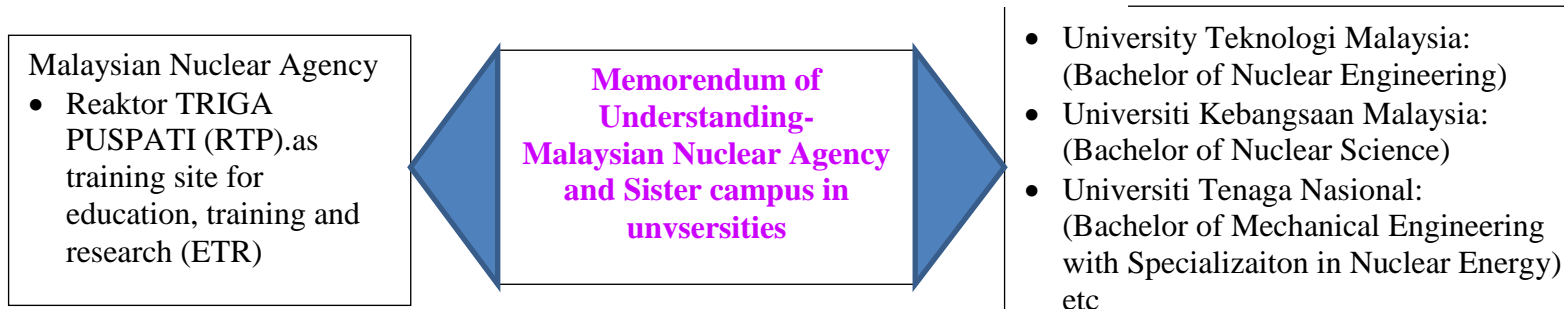 Malaysian Nuclear Agency
• Reaktor TRIGA
PUSPATI (RTP).as
training site for
education, training and
research (ETR)
Memorendum of
Understanding-
Malaysian Nuclear Agency
and Sister campus in
unvsersities
• University Teknologi Malaysia:
(Bachelor of Nuclear Engineering)
• Universiti Kebangsaan Malaysia:
(Bachelor of Nuclear Science)
• Universiti Tenaga Nasional:
(Bachelor of Mechanical Engineering
with Specializaiton in Nuclear Energy)
etc